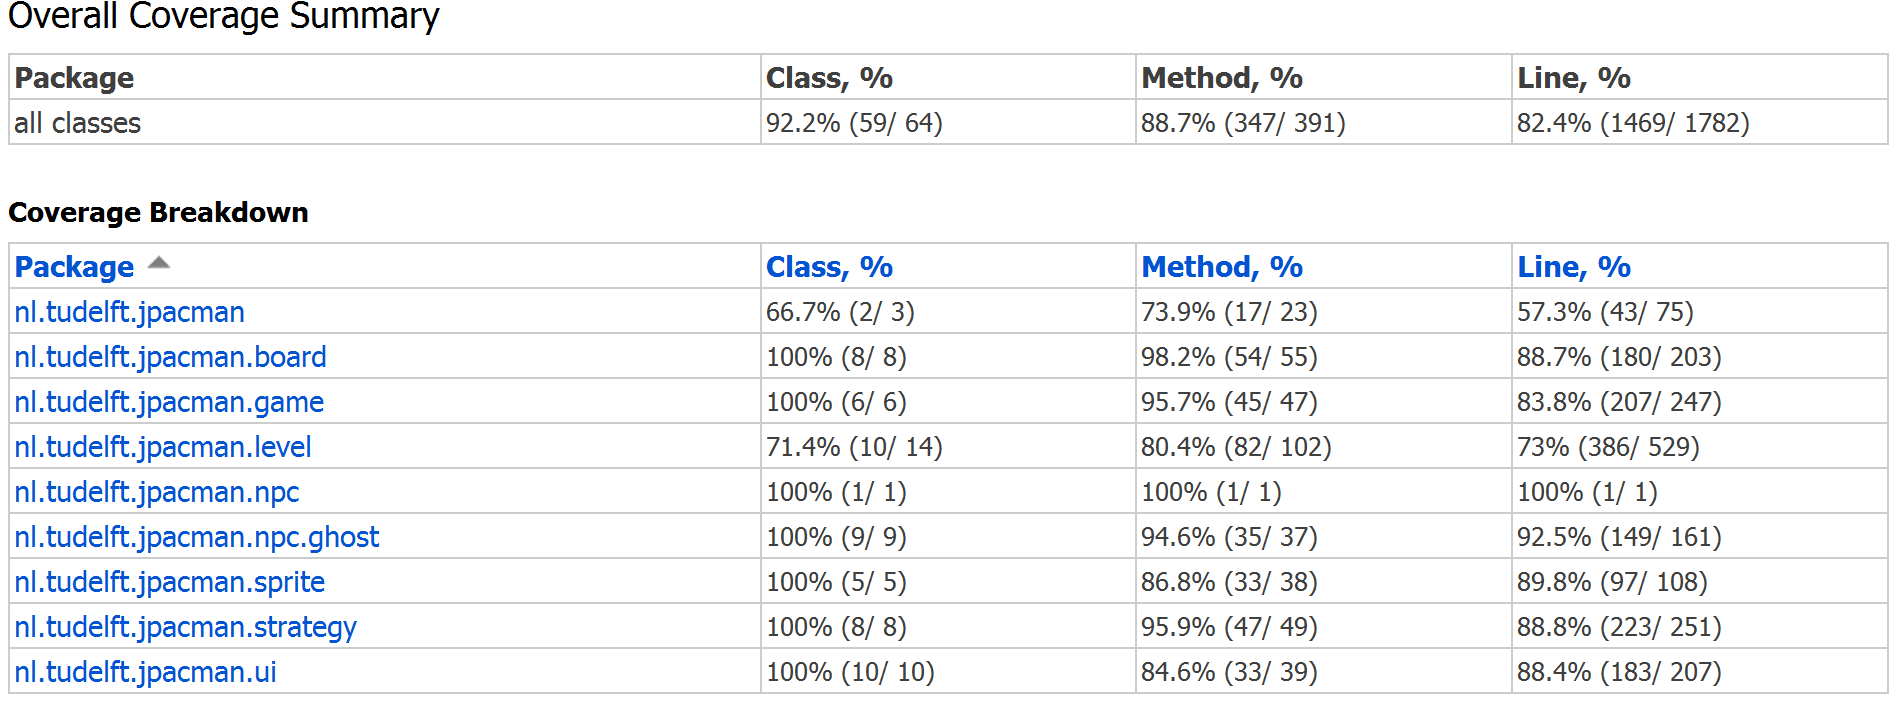 Overall Coverage Summary
Package Class, % Method, % Line, %
all classes 92.2% (59/ 64) 88.7% (347/ 391) 82.4% (1469/ 1782)
Coverage Breakdown
Package Class, % Method, % Line, %
nl.tudelft.jpacman 66.7% (2/ 3) 73.9% (17/ 23) 57.3% (43/ 75)
nl.tudelft.jpacman.board 100% (8/ 8) 98.2% (54/ 55) 88.7% (180/ 203)
nl.tudelft.jpacman.game 100% (6/ 6) 95.7% (45/ 47) 83.8% (207/ 247)
nl.tudelft.jpacman.level 71.4% (10/ 14) 80.4% (82/ 102) 73% (386/ 529)
nl.tudelft.jpacman.npc 100% (1/ 1) 100% (1/ 1) 100% (1/ 1)
nl.tudelft.jpacman.npc.ghost 100% (9/ 9) 94.6% (35/ 37) 92.5% (149/ 161)
nl.tudelft.jpacman.sprite 100% (5/ 5) 86.8% (33/ 38) 89.8% (97/ 108)
nl.tudelft.jpacman.strategy 100% (8/ 8) 95.9% (47/ 49) 88.8% (223/ 251)
nl.tudelft.jpacman.ui 100% (10/ 10) 84.6% (33/ 39) 88.4% (183/ 207)